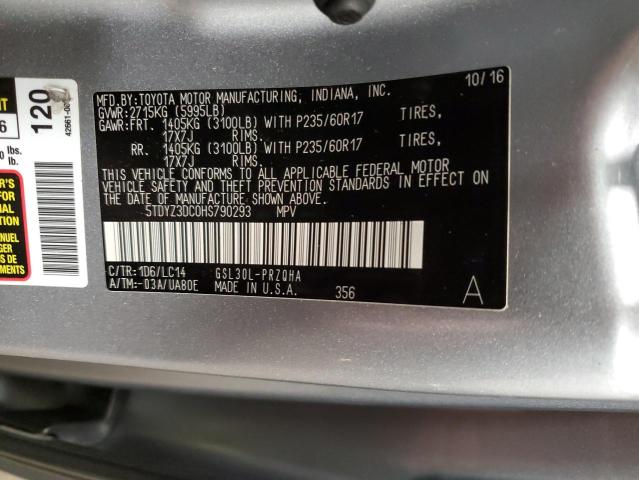 MFD.BY:TOYOTA MOTOR MANUFACTURING, INDIANA, INC. 10/16
GVWR:2715KG (5995LB)
GAWR:FRT. 1405KG (3100LB) WITH P235/60R17 TIRES,
17X7J RIMS.
RR. 1405KG (3100LB) WITH P235/60R17 TIRES,
17X7J RIMS.
THIS VEHICLE CONFORMS TO ALL APPLICABLE FEDERAL MOTOR
VEHICLE SAFETY AND THEFT PREVENTION STANDARDS IN EFFECT ON
THE DATE OF MANUFACTURE SHOWN ABOVE.
5TDYZ3DC0HS790293 MPV
C/TR:1D6/LC14 GSL30L-PRZQHA
A/TM:-03A/UA80E MADE IN U.S.A. 356 A
120
6
lbs.
lb.